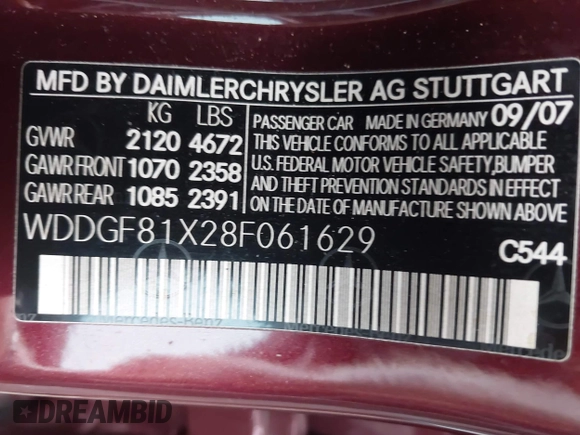 MFD BY DAIMLERCHRYSLER AG STUTTGART
KG LBS
GVWR 2120 4672
GAWR FRONT 1070 2358
GAWR REAR 1085 2391
PASSENGER CAR MADE IN GERMANY 09/07
THIS VEHICLE CONFORMS TO ALL APPLICABLE
U.S. FEDERAL MOTOR VEHICLE SAFETY,BUMPER
AND THEFT PREVENTION STANDARDS IN EFFECT
ON THE DATE OF MANUFACTURE SHOWN ABOVE.
WDDGF81X28F061629
C544
Mercedes-Benz
DREAMBID